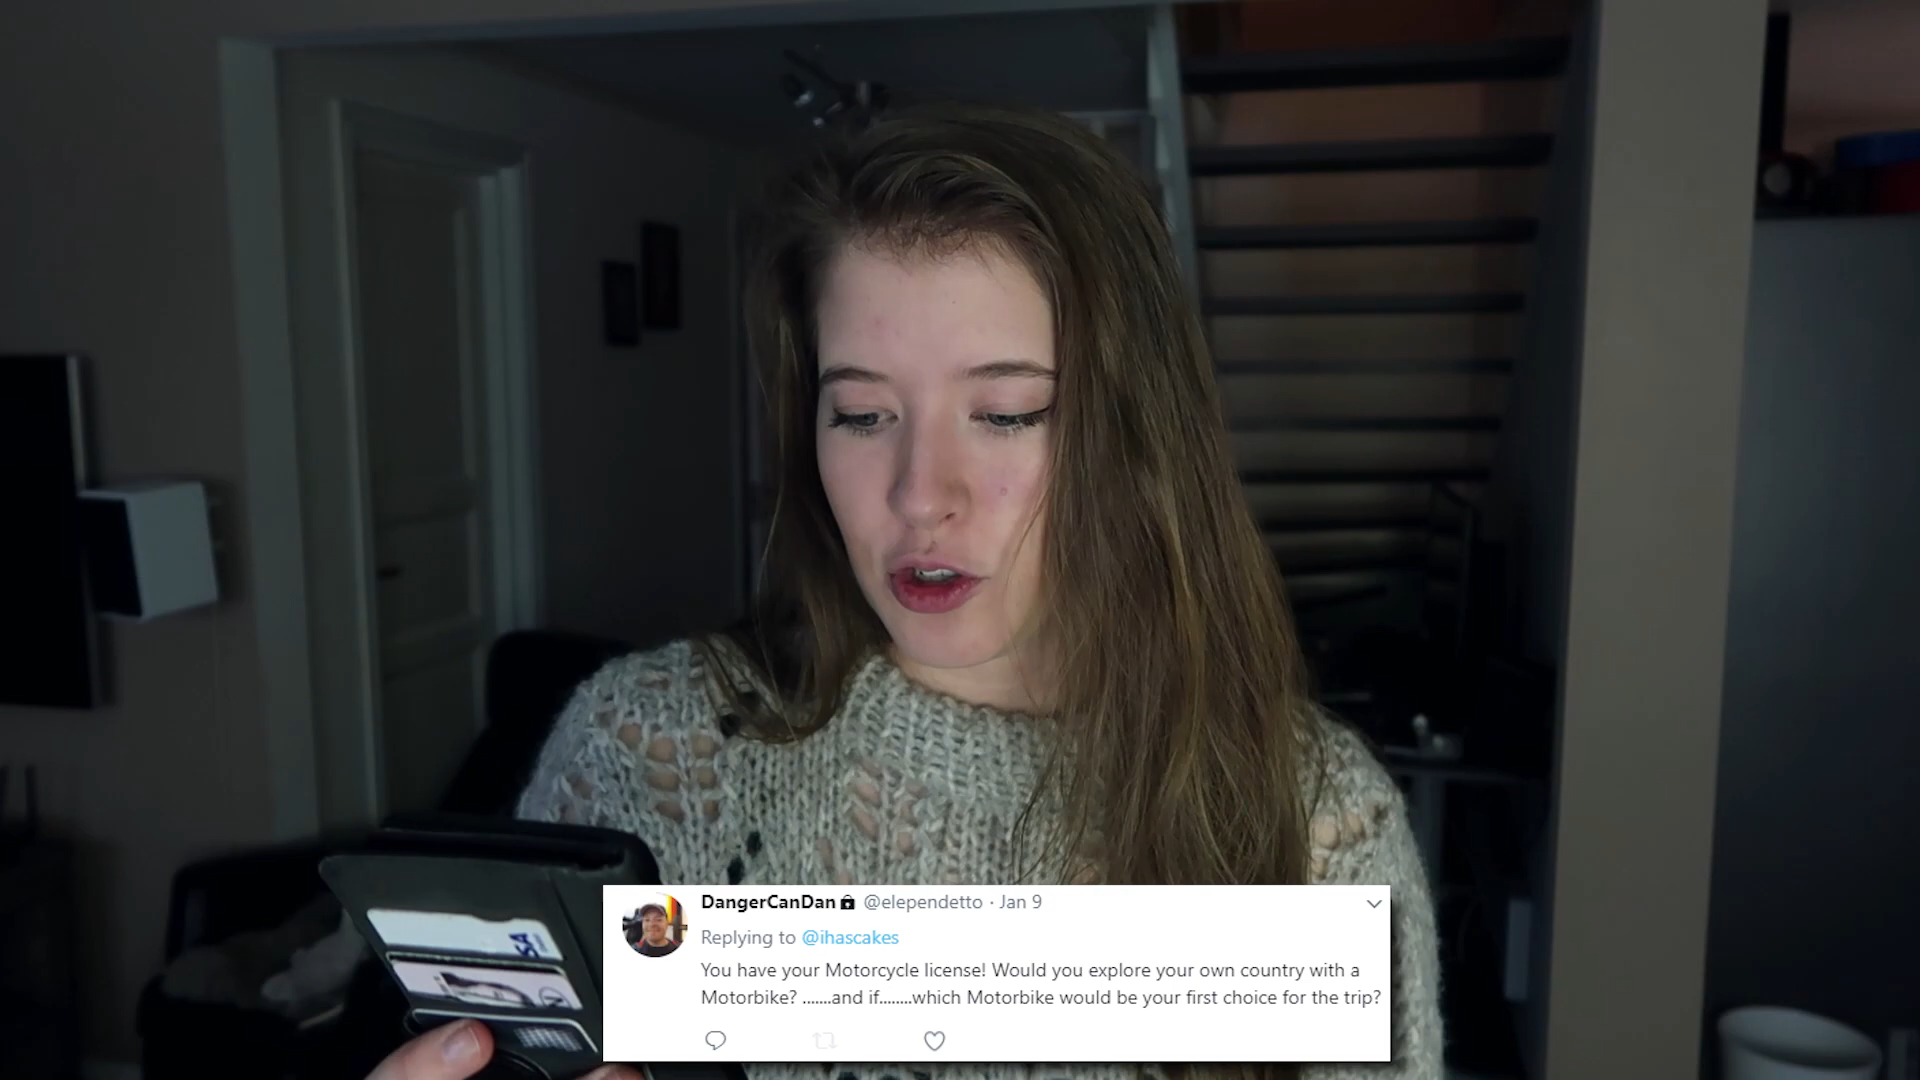 DangerCanDan @elependetto · Jan 9
Replying to @ihascakes
You have your Motorcycle license! Would you explore your own country with a
Motorbike? .......and if........which Motorbike would be your first choice for the trip?